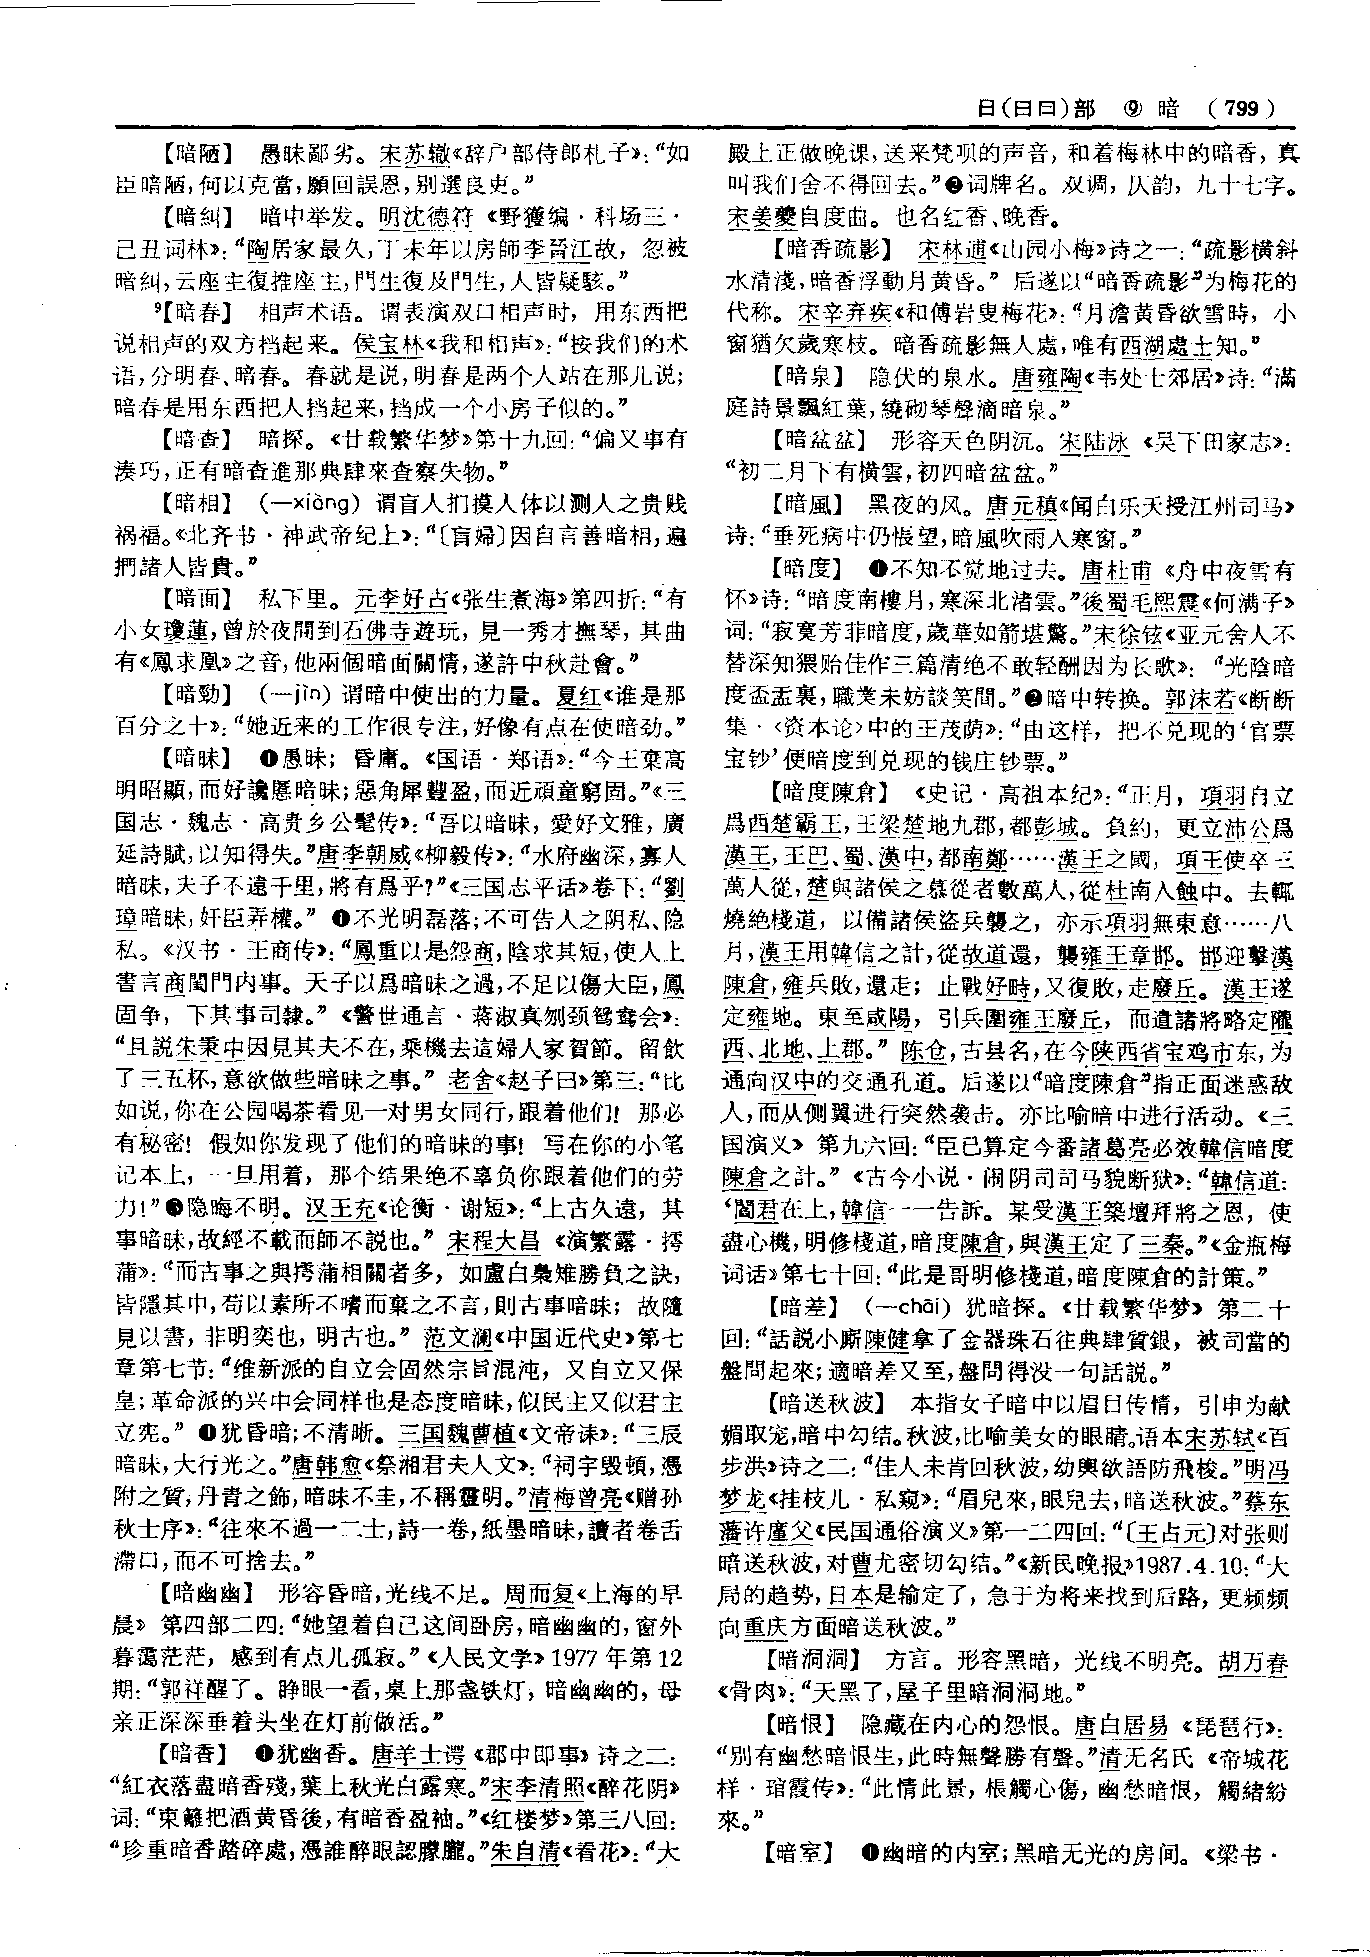 日(日曰)部 ⑨ 暗 (799)
【暗陋】 愚昧鄙劣。宋苏辙《辞户部侍郎札子》：“如
臣暗陋，何以克當，願回誤恩，别選良吏。”
【暗糾】 暗中举发。明沈德符《野獲编·科场三·
己丑词林》：“陶居家最久，丁未年以房師李晋江故，忽被
暗糾，云座主復推座主，門生復及門生，人皆疑駭。”
【暗春】 相声术语。谓表演双口相声时，用东西把
说相声的双方挡起来。侯宝林《我和相声》：“按我们的术
语，分明春、暗春。春就是说，明春是两个人站在那儿说；
暗春是用东西把人挡起来，挡成一个小房子似的。”
【暗查】 暗探。《廿载繁华梦》第十九回：“偏又事有
湊巧，正有暗查進那典肆來查察失物。”
【暗相】 (—xiàng) 谓盲人扪摸人体以测人之贵贱
祸福。《北齐书·神武帝纪上》：“〔盲婦〕因自言善暗相，遍
捫諸人皆貴。”
【暗面】 私下里。元李好古《张生煮海》第四折：“有
小女瓊蓮，曾於夜間到石佛寺遊玩，見一秀才撫琴，其曲
有《鳳求凰》之音，他兩個暗面關情，遂許中秋赴會。”
【暗勁】 (—jìn) 谓暗中使出的力量。夏红《谁是那
百分之十》：“她近来的工作很专注，好像有点在使暗劲。”
【暗昧】 ❶愚昧；昏庸。《国语·郑语》：“今王棄高
明昭顯，而好讒慝暗昧；惡角犀豐盈，而近頑童窮固。”《三
国志·魏志·高贵乡公髦传》：“吾以暗昧，愛好文雅，廣
延詩賦，以知得失。”唐李朝威《柳毅传》：“水府幽深，寡人
暗昧，夫子不遠千里，將有爲乎？”《三国志平话》卷下：“劉
璋暗昧，奸臣弄權。” ❶不光明磊落；不可告人之阴私、隐
私。《汉书·王商传》：“鳳重以是怨商，陰求其短，使人上
書言商閨門内事。天子以爲暗昧之過，不足以傷大臣，鳳
固争，下其事司隸。”《警世通言·蒋淑真刎颈鸳鸯会》：
“且説朱秉中因見其夫不在，乘機去這婦人家賀節。留飲
了三五杯，意欲做些暗昧之事。” 老舍《赵子曰》第三：“比
如说，你在公园喝茶看见一对男女同行，跟着他们！那必
有秘密！假如你发现了他们的暗昧的事！写在你的小笔
记本上，一旦用着，那个结果绝不辜负你跟着他们的劳
力！”❸隐晦不明。汉王充《论衡·谢短》：“上古久遠，其
事暗昧，故經不載而師不説也。” 宋程大昌《演繁露·摴
蒲》：“而古事之與摴蒲相關者多，如盧白梟雉勝負之訣，
皆隱其中，苟以素所不嗜而棄之不言，則古事暗昧；故隨
見以書，非明奕也，明古也。” 范文澜《中国近代史》第七
章第七节：“维新派的自立会固然宗旨混沌，又自立又保
皇；革命派的兴中会同样也是态度暗昧，似民主又似君主
立宪。” ❶犹昏暗；不清晰。三国魏曹植《文帝诔》：“三辰
暗昧，大行光之。”唐韩愈《祭湘君夫人文》：“祠宇毁頓，憑
附之質，丹青之飾，暗昧不圭，不稱靈明。”清梅曾亮《赠孙
秋士序》：“往來不過一二士，詩一卷，紙墨暗昧，讀者卷舌
滯口，而不可捨去。”
【暗幽幽】 形容昏暗，光线不足。周而复《上海的早
晨》第四部二四：“她望着自己这间卧房，暗幽幽的，窗外
暮霭茫茫，感到有点儿孤寂。”《人民文学》1977年第12
期：“郭祥醒了。睁眼一看，桌上那盏铁灯，暗幽幽的，母
亲正深深垂着头坐在灯前做活。”
【暗香】 ❶犹幽香。唐羊士谔《郡中即事》诗之二：
“紅衣落盡暗香殘，葉上秋光白露寒。”宋李清照《醉花阴》
词：“東籬把酒黄昏後，有暗香盈袖。”《红楼梦》第三八回：
“珍重暗香踏碎處，憑誰醉眼認朦朧。”朱自清《看花》：“大
殿上正做晚课，送来梵呗的声音，和着梅林中的暗香，真
叫我们舍不得回去。”❷词牌名。双调，仄韵，九十七字。
宋姜夔自度曲。也名红香、晚香。
【暗香疏影】 宋林逋《山园小梅》诗之一：“疏影横斜
水清淺，暗香浮動月黄昏。” 后遂以“暗香疏影”为梅花的
代称。宋辛弃疾《和傅岩叟梅花》：“月澹黄昏欲雪時，小
窗猶欠歲寒枝。暗香疏影無人處，唯有西湖處士知。”
【暗泉】 隐伏的泉水。唐雍陶《韦处士郊居》诗：“滿
庭詩景飄紅葉，繞砌琴聲滴暗泉。”
【暗盆盆】 形容天色阴沉。宋陆泳《吴下田家志》：
“初二月下有横雲，初四暗盆盆。”
【暗風】 黑夜的风。唐元稹《闻白乐天授江州司马》
诗：“垂死病中仍悵望，暗風吹雨入寒窗。”
【暗度】 ❶不知不觉地过去。唐杜甫《舟中夜雪有
怀》诗：“暗度南樓月，寒深北渚雲。”後蜀毛熙震《何满子》
词：“寂寞芳菲暗度，歲華如箭堪驚。”宋徐铉《亚元舍人不
替深知猥贻佳作三篇清绝不敢轻酬因为长歌》：“光陰暗
度盃盂裏，職業未妨談笑間。”❷暗中转换。郭沫若《断断
集·〈资本论〉中的王茂荫》：“由这样，把不兑现的‘官票
宝钞’便暗度到兑现的钱庄钞票。”
【暗度陳倉】 《史记·高祖本纪》：“正月，項羽自立
爲西楚霸王，王梁楚地九郡，都彭城。負約，更立沛公爲
漢王，王巴、蜀、漢中，都南鄭……漢王之國，項王使卒三
萬人從，楚與諸侯之慕從者數萬人，從杜南入蝕中。去輒
燒絶棧道，以備諸侯盗兵襲之，亦示項羽無東意……八
月，漢王用韓信之計，從故道還，襲雍王章邯。邯迎擊漢
陳倉，雍兵敗，還走；止戰好畤，又復敗，走廢丘。漢王遂
定雍地。東至咸陽，引兵圍雍王廢丘，而遣諸將略定隴
西、北地、上郡。” 陈仓，古县名，在今陕西省宝鸡市东，为
通向汉中的交通孔道。后遂以“暗度陳倉”指正面迷惑敌
人，而从侧翼进行突然袭击。亦比喻暗中进行活动。《三
国演义》第九六回：“臣已算定今番諸葛亮必效韓信暗度
陳倉之計。”《古今小说·闹阴司司马貌断狱》：“韓信道：
‘閻君在上，韓信一一告訴。某受漢王築壇拜將之恩，使
盡心機，明修棧道，暗度陳倉，與漢王定了三秦。”《金瓶梅
词话》第七十回：“此是哥明修棧道，暗度陳倉的計策。”
【暗差】 (—chāi) 犹暗探。《廿载繁华梦》第二十
回：“話説小廝陳健拿了金器珠石往典肆質銀，被司當的
盤問起來；適暗差又至，盤問得没一句話説。”
【暗送秋波】 本指女子暗中以眉目传情，引申为献
媚取宠，暗中勾结。秋波，比喻美女的眼睛。语本宋苏轼《百
步洪》诗之二：“佳人未肯回秋波，幼輿欲語防飛梭。”明冯
梦龙《挂枝儿·私窥》：“眉兒來，眼兒去，暗送秋波。”蔡东
藩许廑父《民国通俗演义》第一二四回：“〔王占元〕对张则
暗送秋波，对曹尤密切勾结。”《新民晚报》1987.4.10：“大
局的趋势，日本是输定了，急于为将来找到后路，更频频
向重庆方面暗送秋波。”
【暗洞洞】 方言。形容黑暗，光线不明亮。胡万春
《骨肉》：“天黑了，屋子里暗洞洞地。”
【暗恨】 隐藏在内心的怨恨。唐白居易《琵琶行》：
“别有幽愁暗恨生，此時無聲勝有聲。”清无名氏《帝城花
样·琯霞传》：“此情此景，棖觸心傷，幽愁暗恨，觸緒紛
來。”
【暗室】 ❶幽暗的内室；黑暗无光的房间。《梁书·